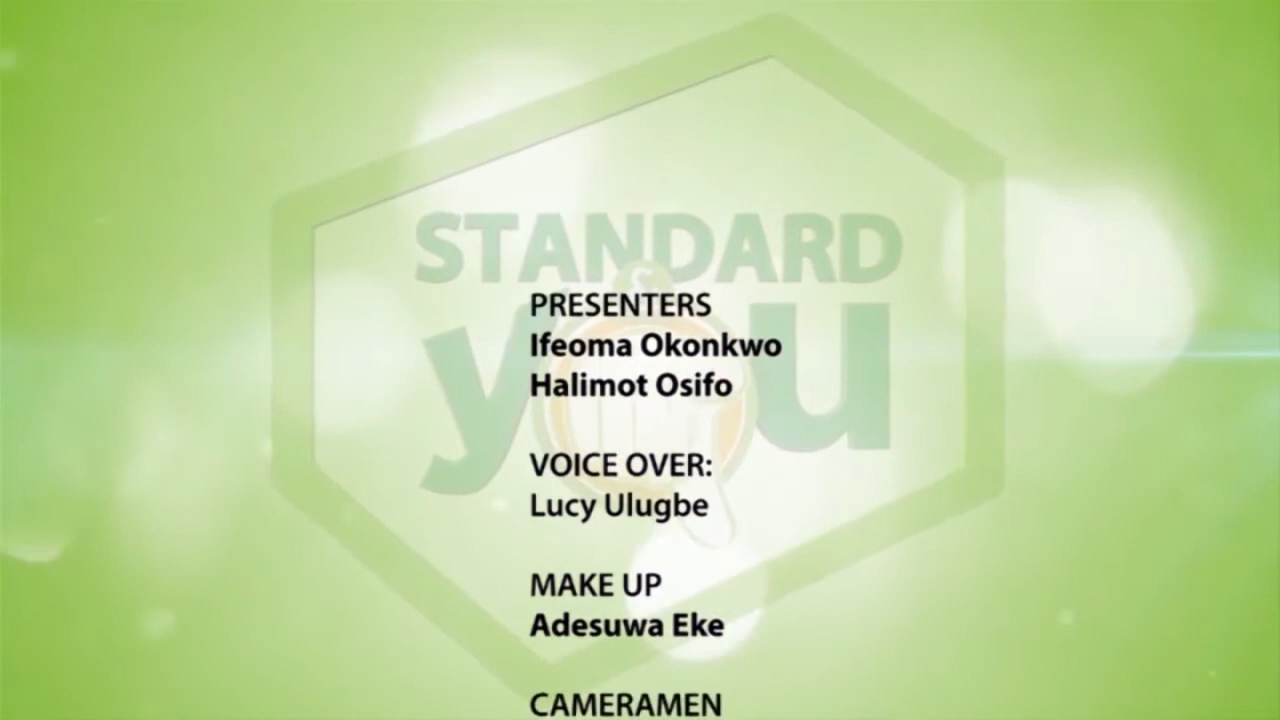 STANDARD
you
PRESENTERS
Ifeoma Okonkwo
Halimot Osifo
VOICE OVER:
Lucy Ulugbe
MAKE UP
Adesuwa Eke
CAMERAMEN